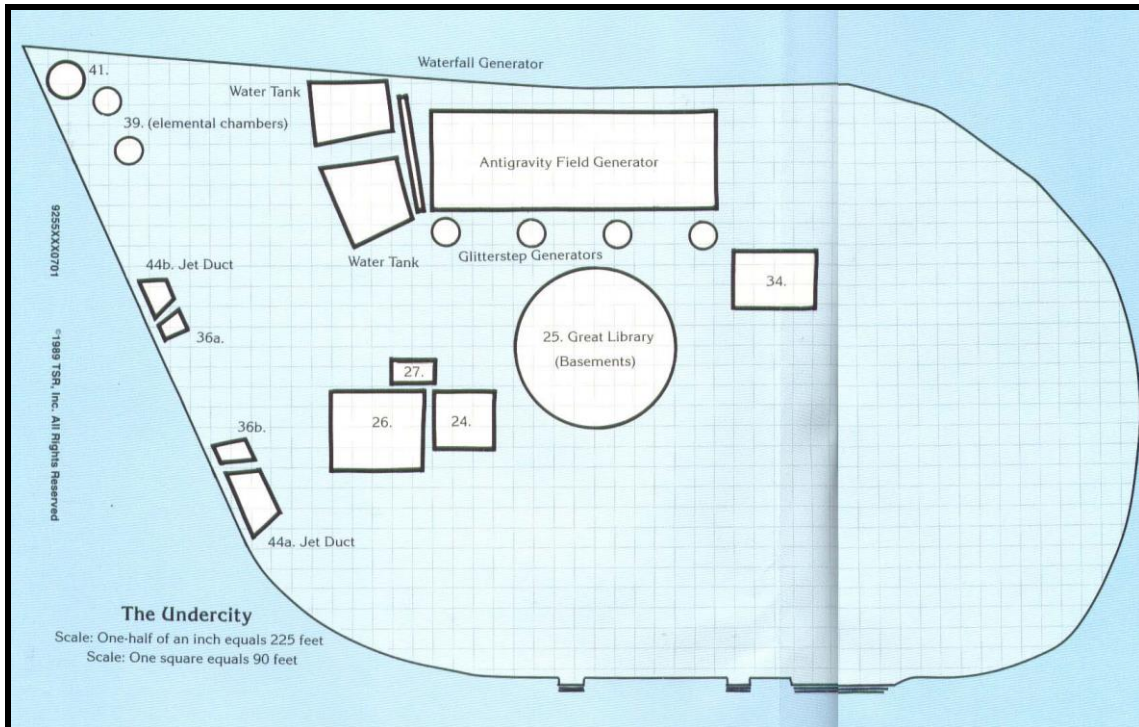 41.
Waterfall Generator
Water Tank
39. (elemental chambers)
Antigravity Field Generator
Water Tank
Glitterstep Generators
44b. Jet Duct
34.
36a.
25. Great Library
(Basements)
27.
26.
24.
36b.
44a. Jet Duct
9255XXX0701
©1989 TSR, Inc. All Rights Reserved
The Undercity
Scale: One-half of an inch equals 225 feet
Scale: One square equals 90 feet